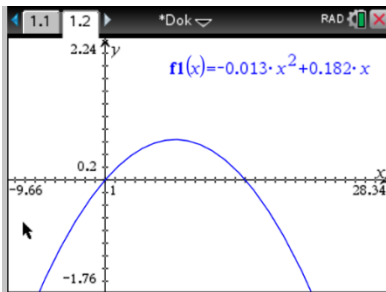 1.1 1.2 *Dok RAD
2.24 y
f1(x)=-0.013·x²+0.182·x
0.2
x
-9.66 1 28.34
-1.76